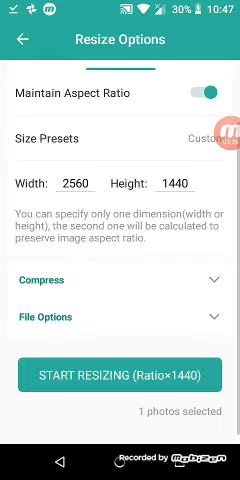 30% 10:47
Resize Options
Maintain Aspect Ratio
Size Presets Custom
02:39
Width: 2560 Height: 1440
You can specify only one dimension(width or
height), the second one will be calculated to
preserve image aspect ratio.
Compress
File Options
START RESIZING (Ratio×1440)
1 photos selected
Recorded by mobizen